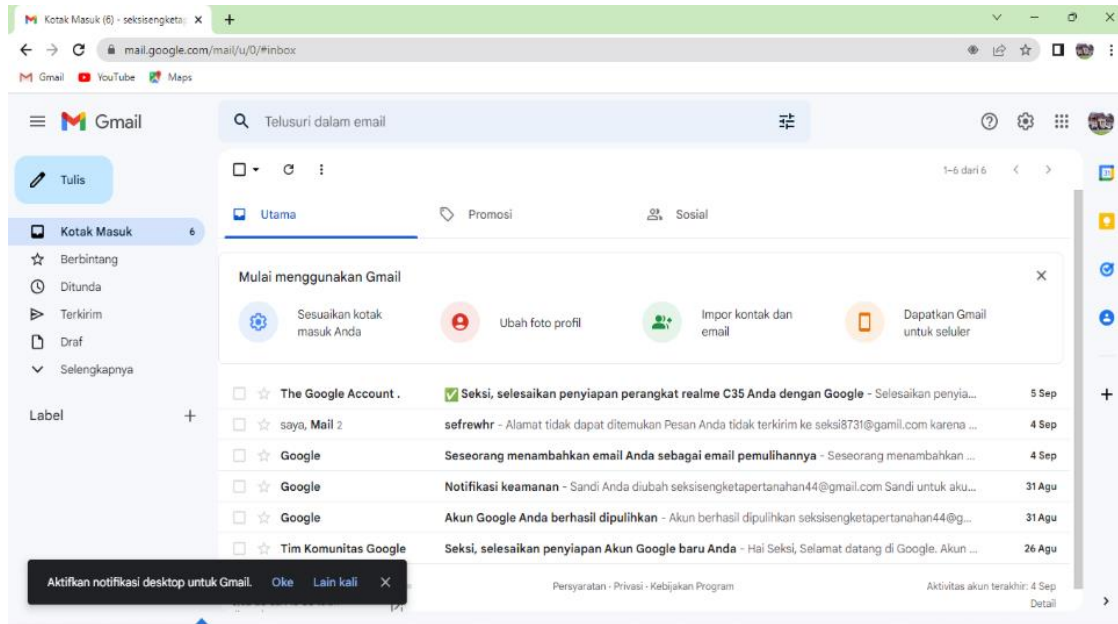 Kotak Masuk (6) - seksisengketa
mail.google.com/mail/u/0/#inbox
Gmail YouTube Maps
Gmail
Telusuri dalam email
Tulis
1–6 dari 6
Utama Promosi Sosial
Kotak Masuk 6
Berbintang
Ditunda
Terkirim
Draf
Selengkapnya
Label
Mulai menggunakan Gmail
Sesuaikan kotak
masuk Anda
Ubah foto profil
Impor kontak dan
email
Dapatkan Gmail
untuk seluler
The Google Account . ✅ Seksi, selesaikan penyiapan perangkat realme C35 Anda dengan Google - Selesaikan penyia... 5 Sep
saya, Mail 2 sefrewhr - Alamat tidak dapat ditemukan Pesan Anda tidak terkirim ke seksi8731@gamil.com karena ... 4 Sep
Google Seseorang menambahkan email Anda sebagai email pemulihannya - Seseorang menambahkan ... 4 Sep
Google Notifikasi keamanan - Sandi Anda diubah seksisengketapertanahan44@gmail.com Sandi untuk aku... 31 Agu
Google Akun Google Anda berhasil dipulihkan - Akun berhasil dipulihkan seksisengketapertanahan44@g... 31 Agu
Tim Komunitas Google Seksi, selesaikan penyiapan Akun Google baru Anda - Hai Seksi, Selamat datang di Google. Akun ... 26 Agu
Aktifkan notifikasi desktop untuk Gmail. Oke Lain kali
Persyaratan · Privasi · Kebijakan Program
Aktivitas akun terakhir: 4 Sep
Detail